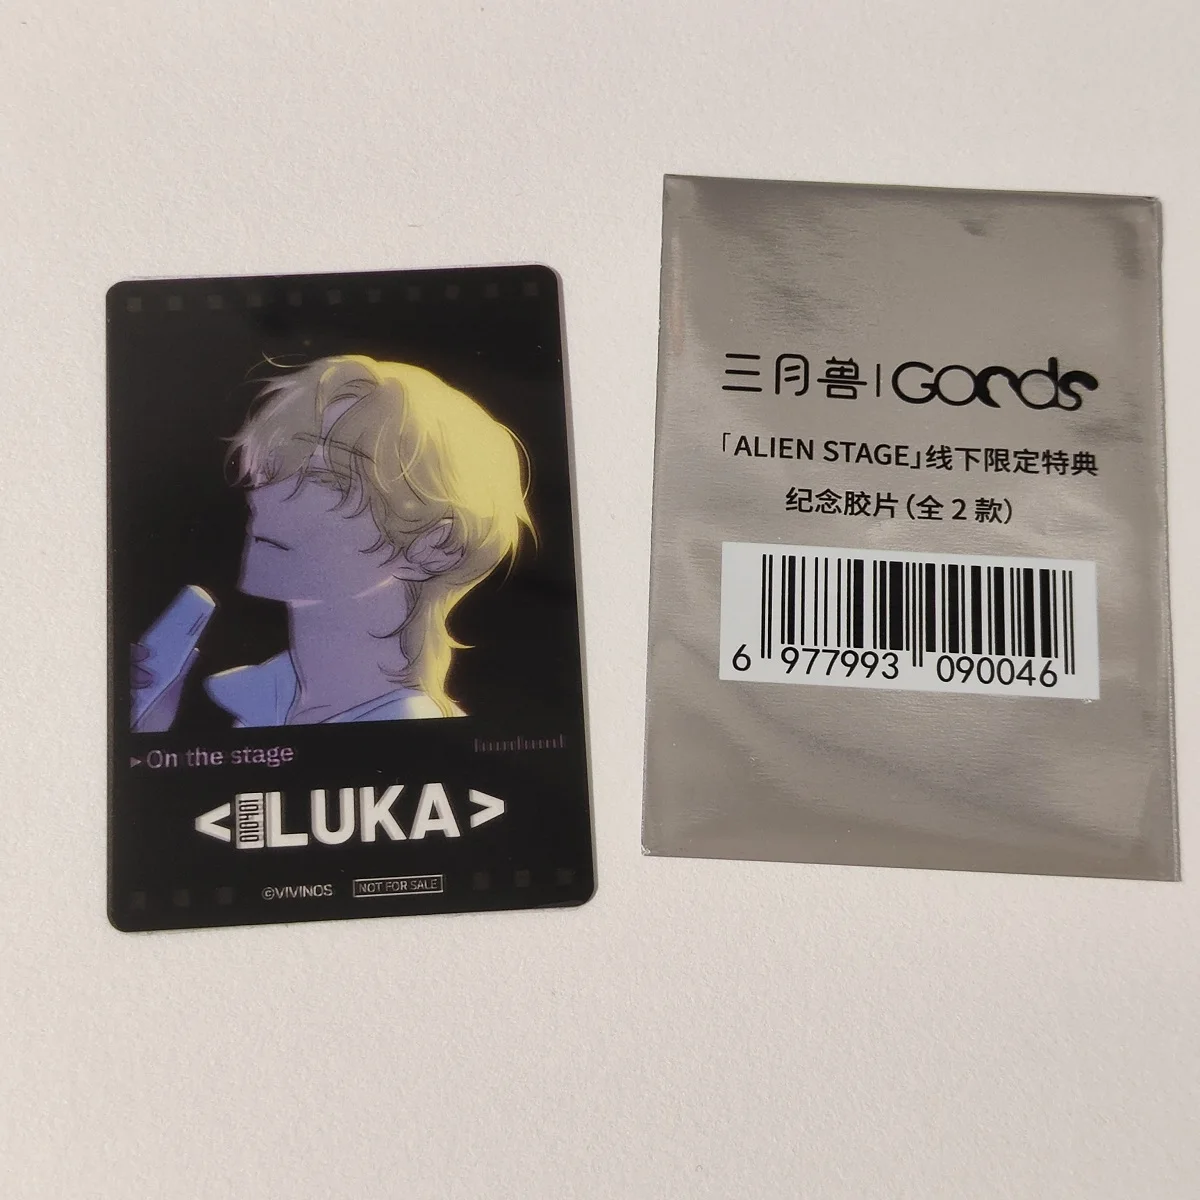 ▸On the stage
<010401 LUKA>
©VIVINOS NOT FOR SALE
三月兽 | Goods
「ALIEN STAGE」线下限定特典
纪念胶片(全2款)
6 977993 090046